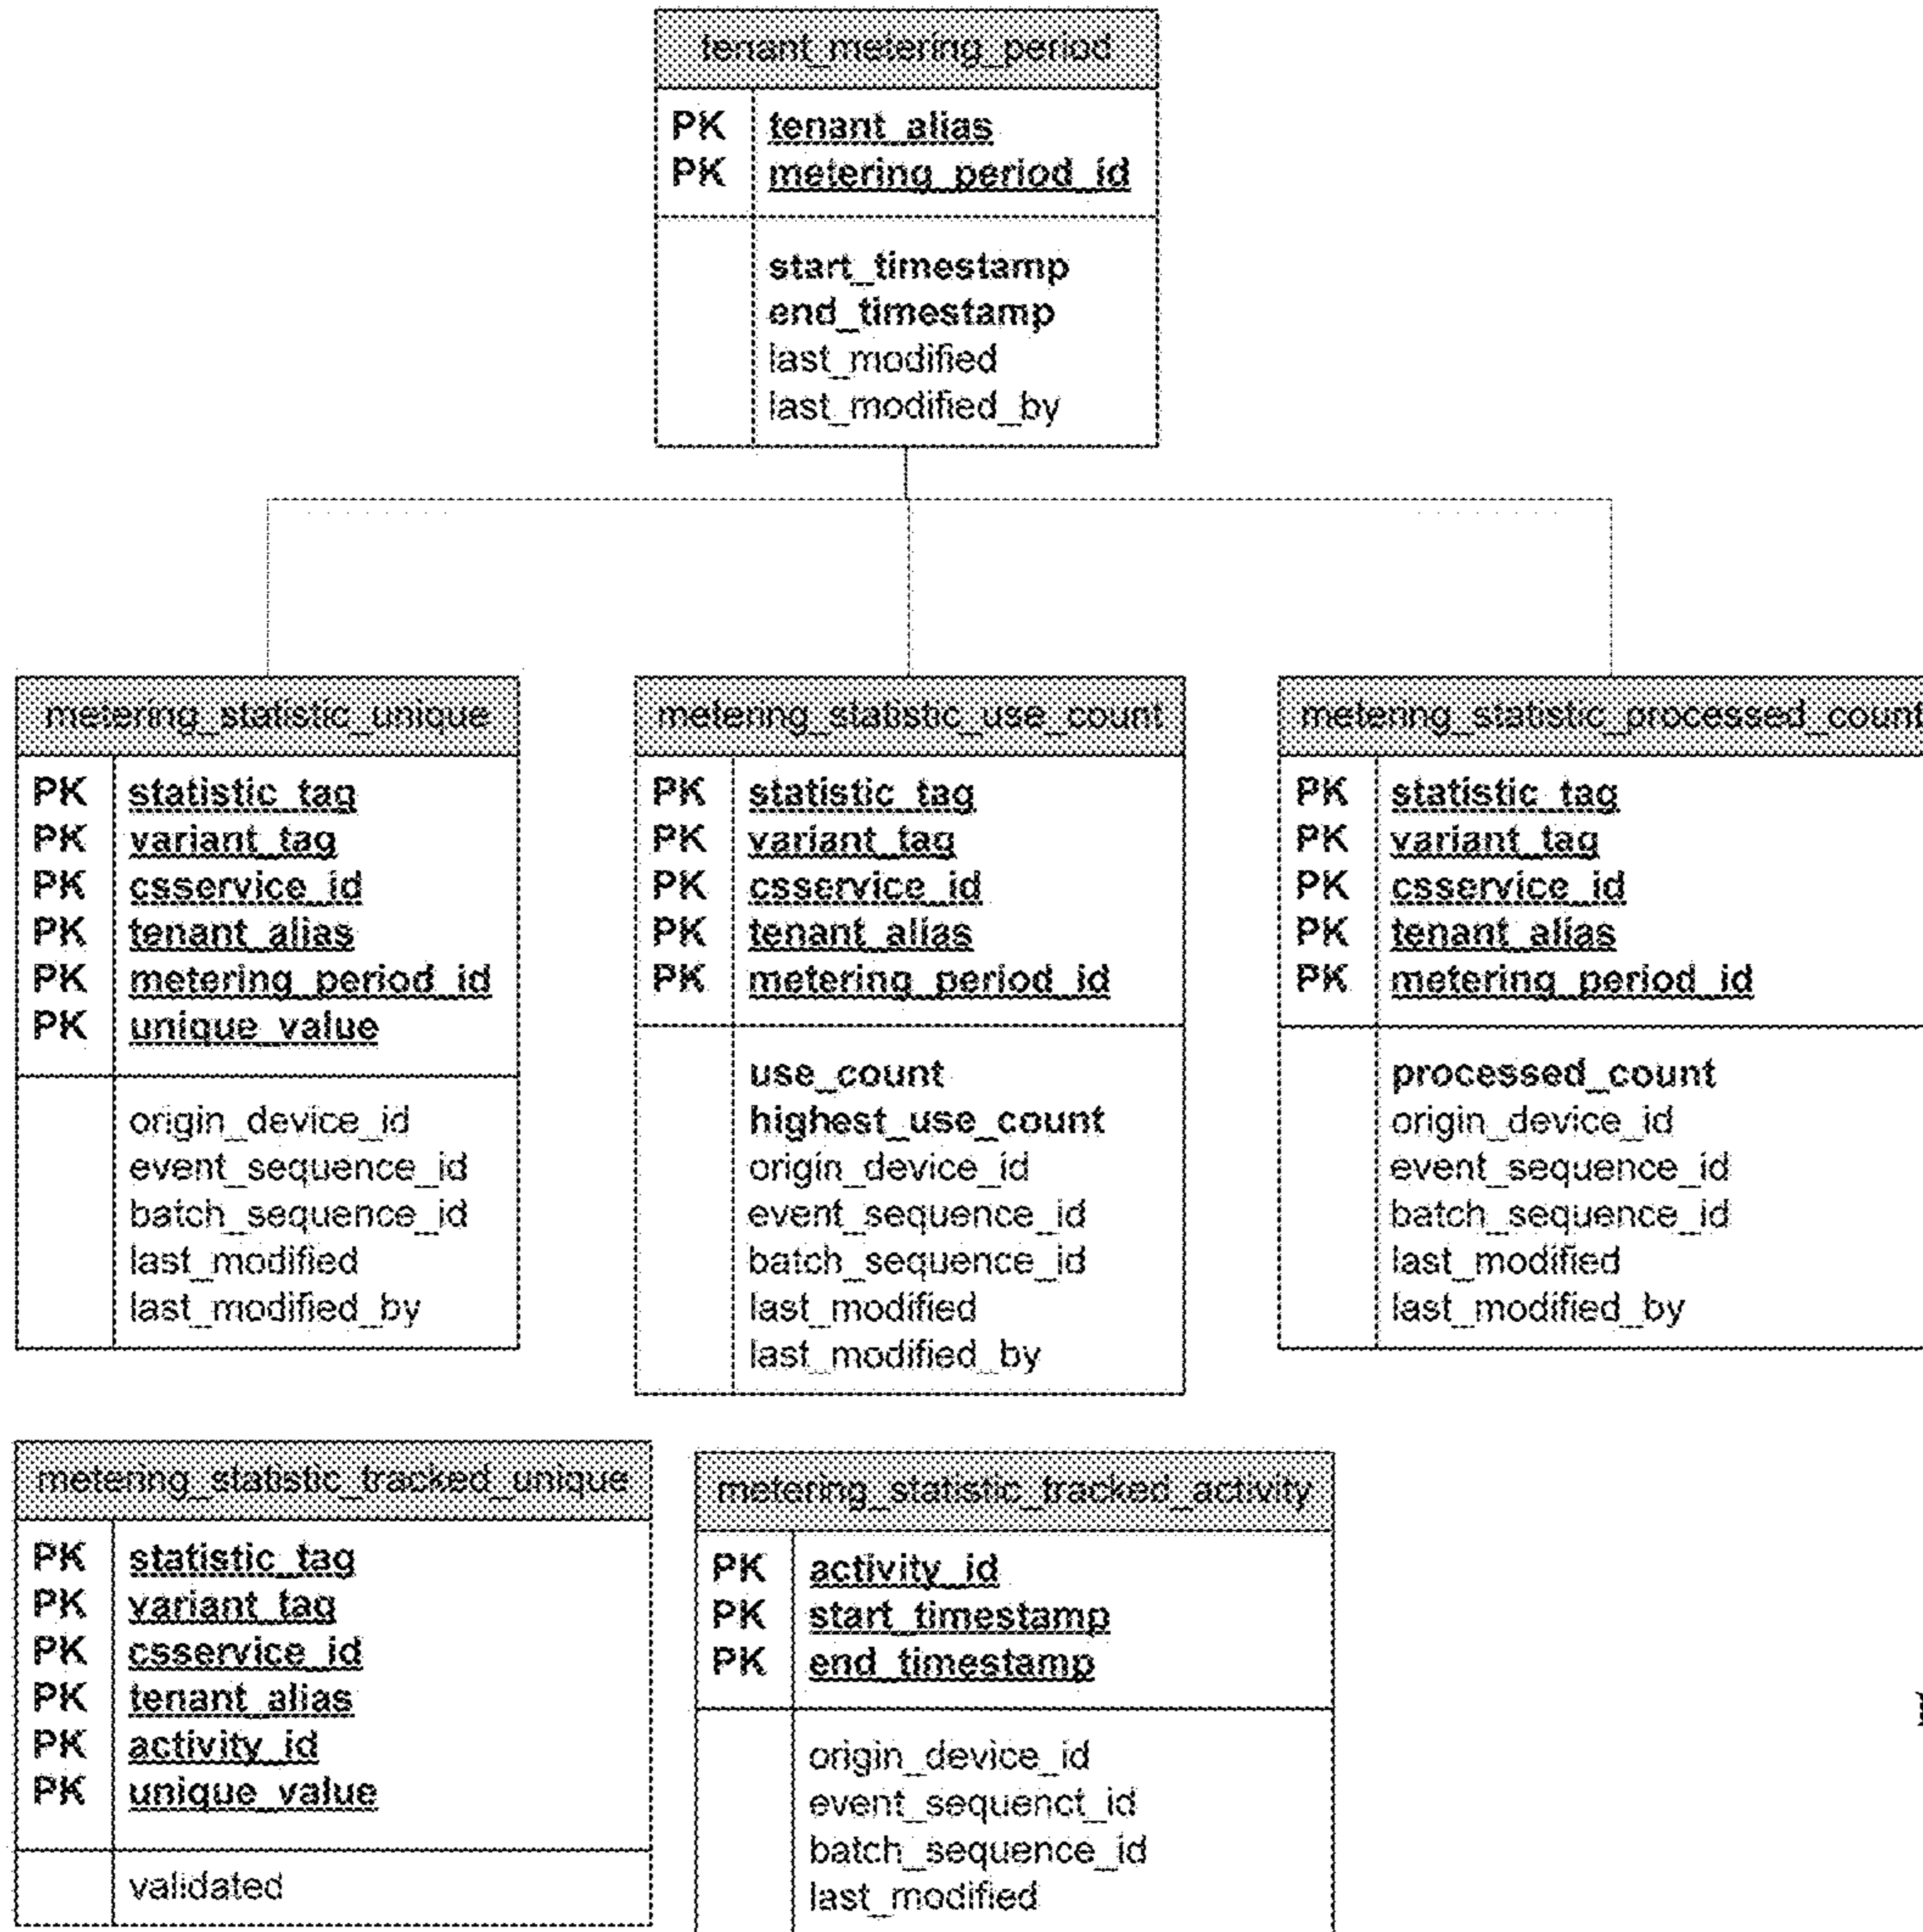 tenant_metering_period
PK tenant_alias
PK metering_period_id
start_timestamp
end_timestamp
last_modified
last_modified_by
metering_statistic_unique
PK statistic_tag
PK variant_tag
PK csservice_id
PK tenant_alias
PK metering_period_id
PK unique_value
origin_device_id
event_sequence_id
batch_sequence_id
last_modified
last_modified_by
metering_statistic_use_count
PK statistic_tag
PK variant_tag
PK csservice_id
PK tenant_alias
PK metering_period_id
use_count
highest_use_count
origin_device_id
event_sequence_id
batch_sequence_id
last_modified
last_modified_by
metering_statistic_processed_count
PK statistic_tag
PK variant_tag
PK csservice_id
PK tenant_alias
PK metering_period_id
processed_count
origin_device_id
event_sequence_id
batch_sequence_id
last_modified
last_modified_by
metering_statistic_tracked_unique
PK statistic_tag
PK variant_tag
PK csservice_id
PK tenant_alias
PK activity_id
PK unique_value
validated
metering_statistic_tracked_activity
PK activity_id
PK start_timestamp
PK end_timestamp
origin_device_id
event_sequenct_id
batch_sequence_id
last_modified